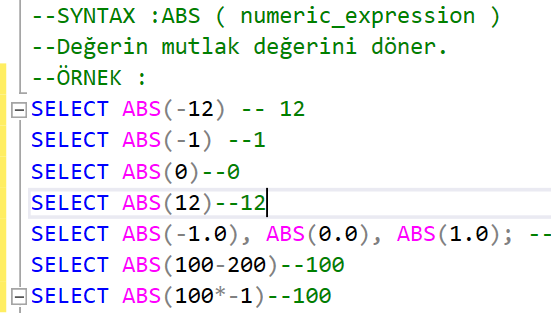 --SYNTAX :ABS ( numeric_expression )
--Değerin mutlak değerini döner.
--ÖRNEK :
SELECT ABS(-12) -- 12
SELECT ABS(-1) --1
SELECT ABS(0)--0
SELECT ABS(12)--12
SELECT ABS(-1.0), ABS(0.0), ABS(1.0); --
SELECT ABS(100-200)--100
SELECT ABS(100*-1)--100